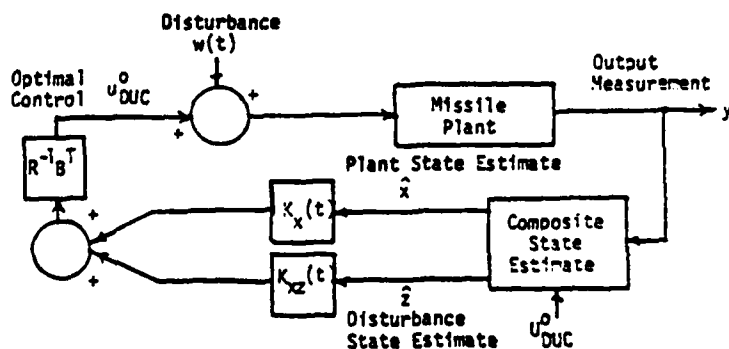 Disturbance
w(t)
Optimal
Control
u°DUC
+
+
Missile
Plant
Output
Measurement
y
R⁻¹Bᵀ
Plant State Estimate
x̂
Kx(t)
Composite
State
Estimate
+
+
Kxz(t)
ẑ
Disturbance
State Estimate
U°DUC